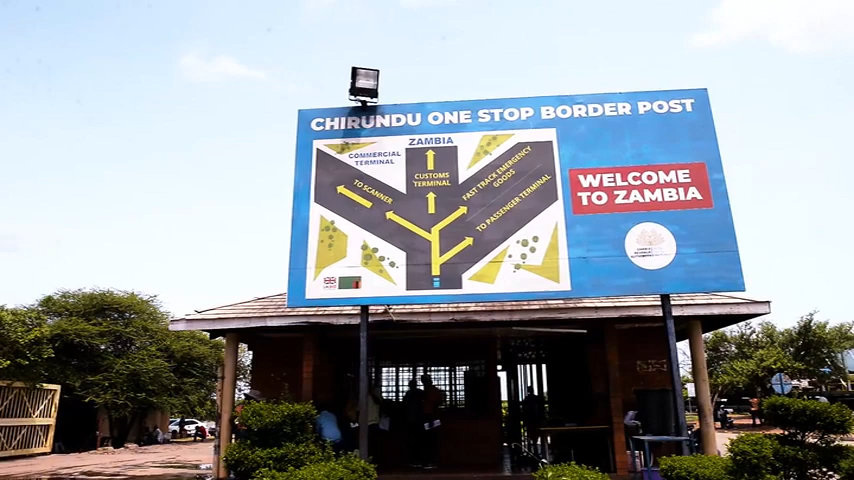 CHIRUNDU ONE STOP BORDER POST
ZAMBIA
COMMERCIAL
TERMINAL
CUSTOMS
TERMINAL
TO SCANNER
FAST TRACK EMERGENCY
GOODS
TO PASSENGER TERMINAL
WELCOME
TO ZAMBIA